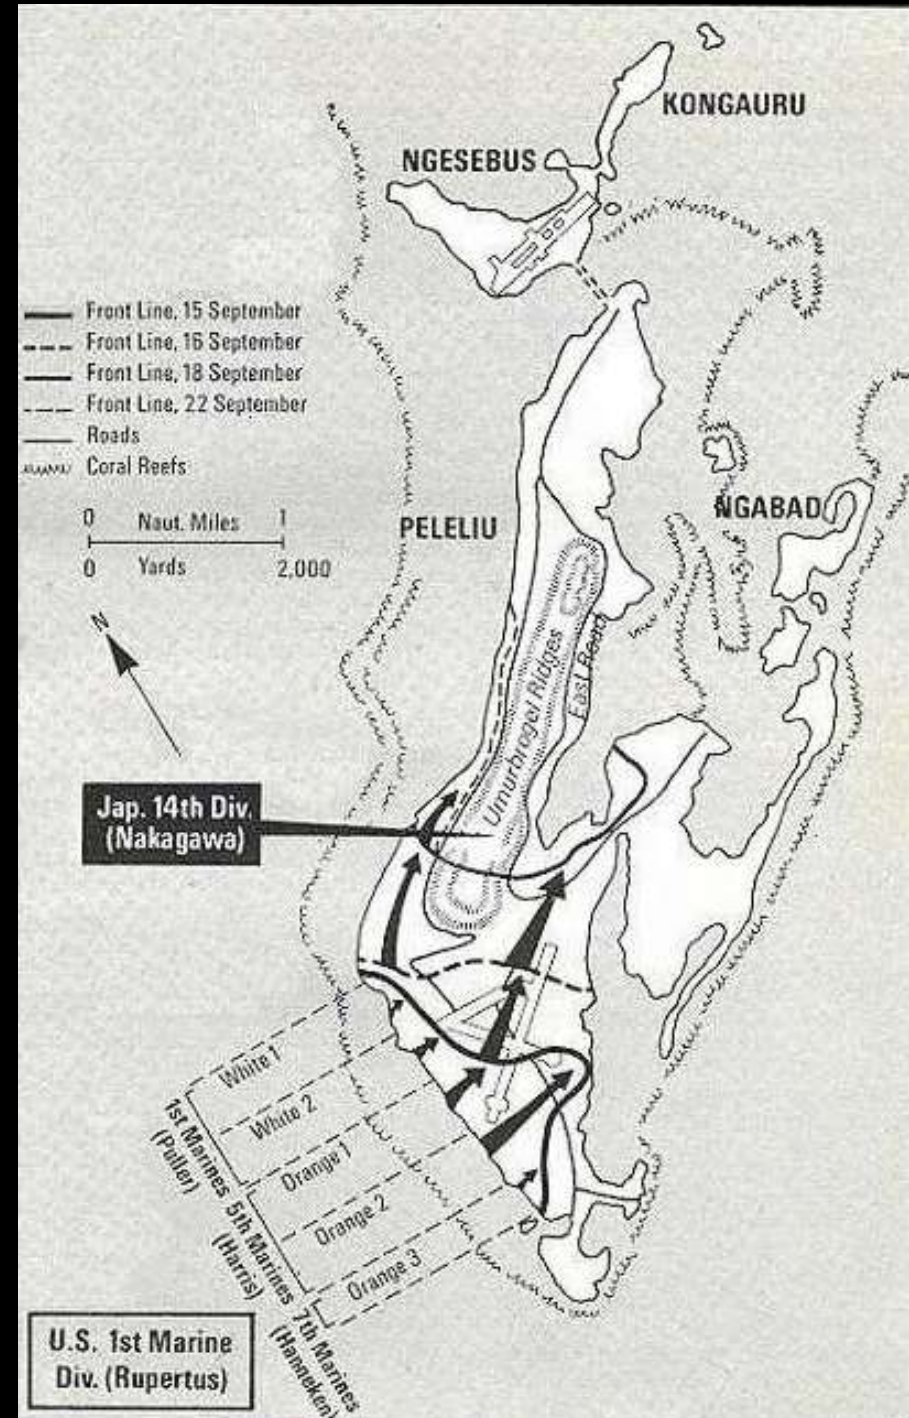 KONGAURU
NGESEBUS
Front Line, 15 September
Front Line, 16 September
Front Line, 18 September
Front Line, 22 September
Roads
Coral Reefs
0 Naut. Miles 1
0 Yards 2,000
PELELIU
NGABAD
N
Umurbrogel Ridges
East Road
Jap. 14th Div.
(Nakagawa)
White 1
White 2
Orange 1
Orange 2
Orange 3
1st Marines
(Puller)
5th Marines
(Harris)
7th Marines
(Hanneken)
U.S. 1st Marine
Div. (Rupertus)